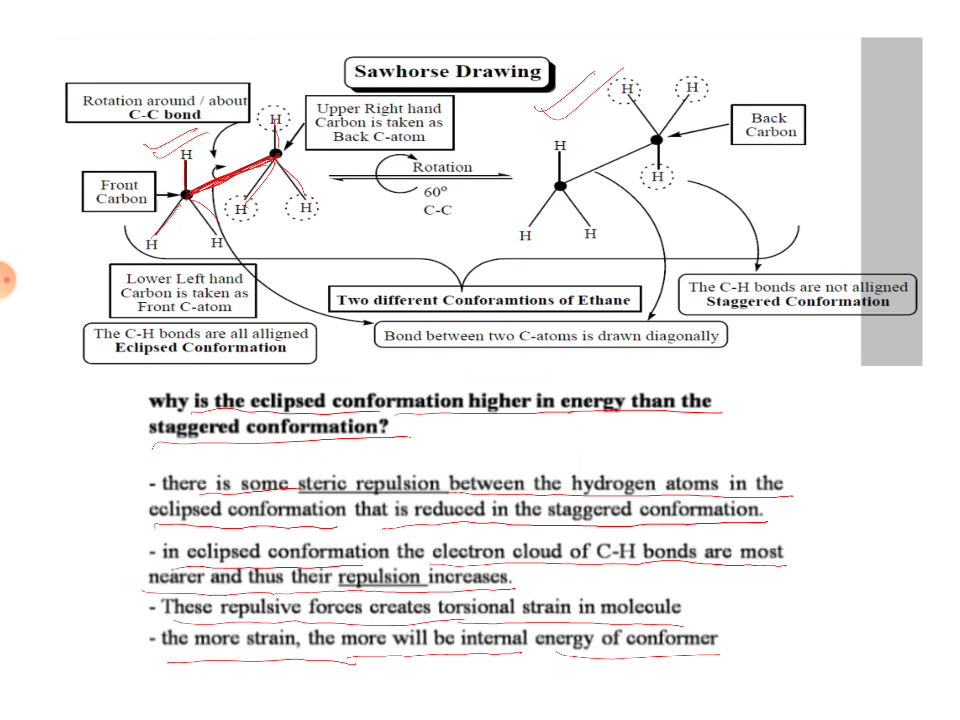 Sawhorse Drawing
Rotation around / about
C-C bond
Upper Right hand
Carbon is taken as
Back C-atom
Back
Carbon
Front
Carbon
H
H
H
H
H
H
Rotation
60º
C-C
H
H
H
H
H
H
Lower Left hand
Carbon is taken as
Front C-atom
Two different Conforamtions of Ethane
The C-H bonds are not alligned
Staggered Conformation
The C-H bonds are all alligned
Eclipsed Conformation
Bond between two C-atoms is drawn diagonally
why is the eclipsed conformation higher in energy than the
staggered conformation?
- there is some steric repulsion between the hydrogen atoms in the
eclipsed conformation that is reduced in the staggered conformation.
- in eclipsed conformation the electron cloud of C-H bonds are most
nearer and thus their repulsion increases.
- These repulsive forces creates torsional strain in molecule
- the more strain, the more will be internal energy of conformer